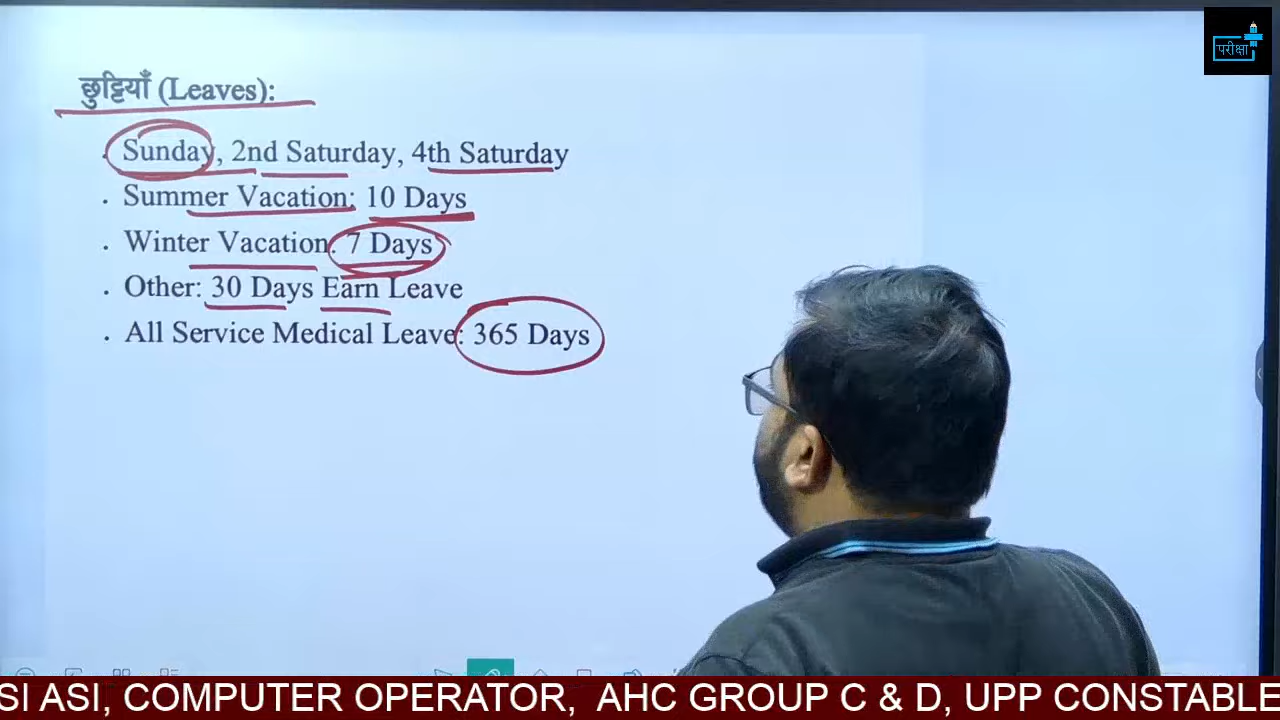 परीक्षा
छुट्टियाँ (Leaves):
. Sunday, 2nd Saturday, 4th Saturday
. Summer Vacation: 10 Days
. Winter Vacation: 7 Days
. Other: 30 Days Earn Leave
. All Service Medical Leave: 365 Days
SI ASI, COMPUTER OPERATOR, AHC GROUP C & D, UPP CONSTABLE